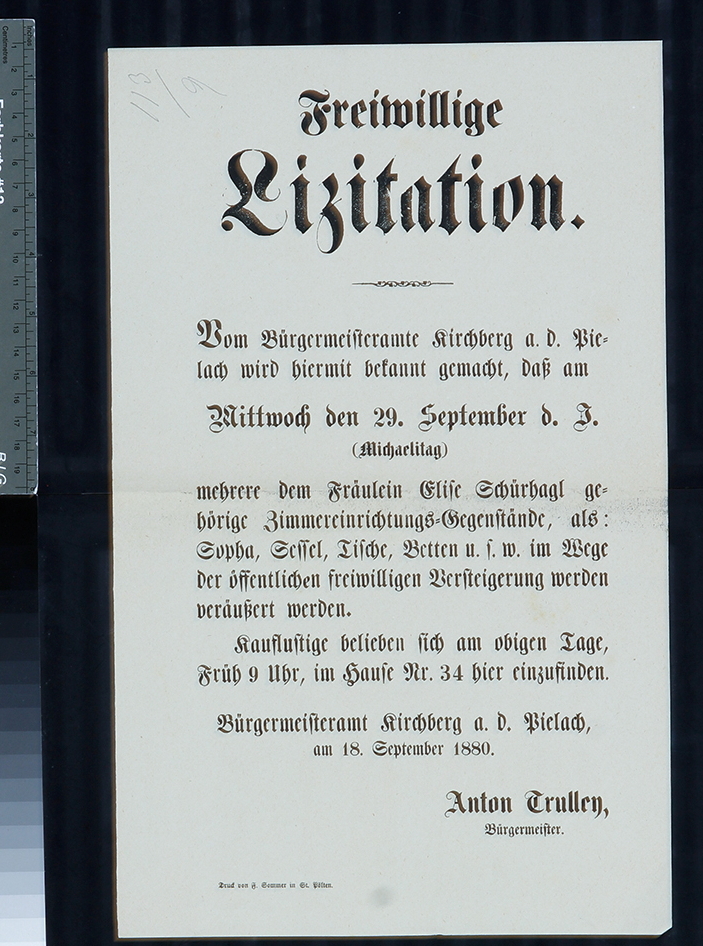 113/9
Freiwillige
Lizitation.
Vom Bürgermeisteramte Kirchberg a. d. Pie-
lach wird hiermit bekannt gemacht, daß am
Mittwoch den 29. September d. J.
(Michaelitag)
mehrere dem Fräulein Elise Schürhagl ge-
hörige Zimmereinrichtungs-Gegenstände, als:
Sopha, Sessel, Tische, Betten u. s. w. im Wege
der öffentlichen freiwilligen Versteigerung werden
veräußert werden.
Kauflustige belieben sich am obigen Tage,
Früh 9 Uhr, im Hause Nr. 34 hier einzufinden.
Bürgermeisteramt Kirchberg a. d. Pielach,
am 18. September 1880.
Anton Trulley,
Bürgermeister.
Druck von F. Sommer in St. Pölten.